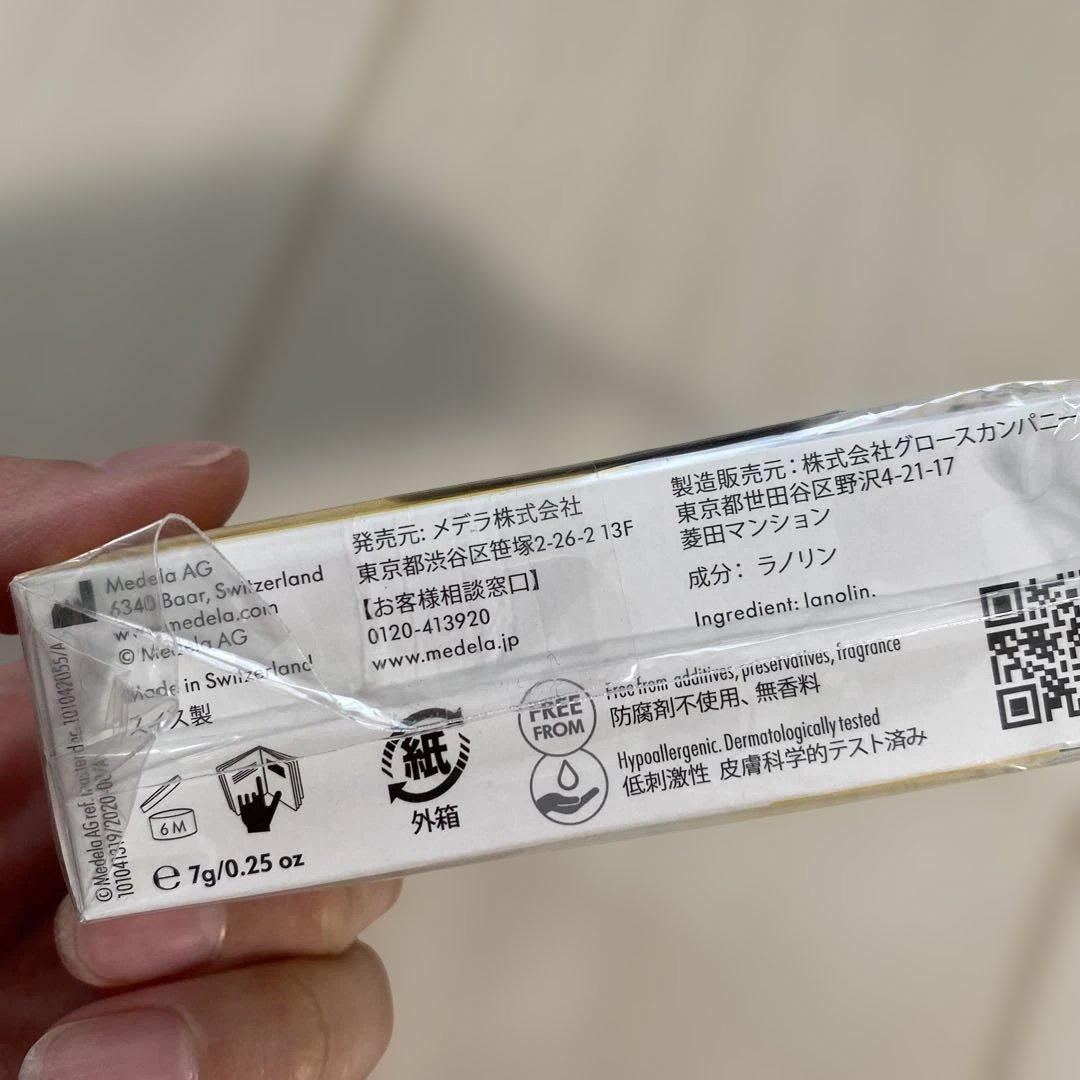 Medela AG
6340 Baar, Switzerland
www.medela.com
© Medela AG
Made in Switzerland
スイス製
発売元: メデラ株式会社
東京都渋谷区笹塚2-26-2 13F
【お客様相談窓口】
0120-413920
www.medela.jp
製造販売元：株式会社グロースカンパニー
東京都世田谷区野沢4-21-17
菱田マンション
成分： ラノリン
Ingredient: lanolin.
FREE
FROM
Free from additives, preservatives, fragrance
防腐剤不使用、無香料
Hypoallergenic. Dermatologically tested
低刺激性 皮膚科学的テスト済み
6M
紙
外箱
e 7g/0.25 oz
© Medela AG ref. 101042055/A
101041319/2020